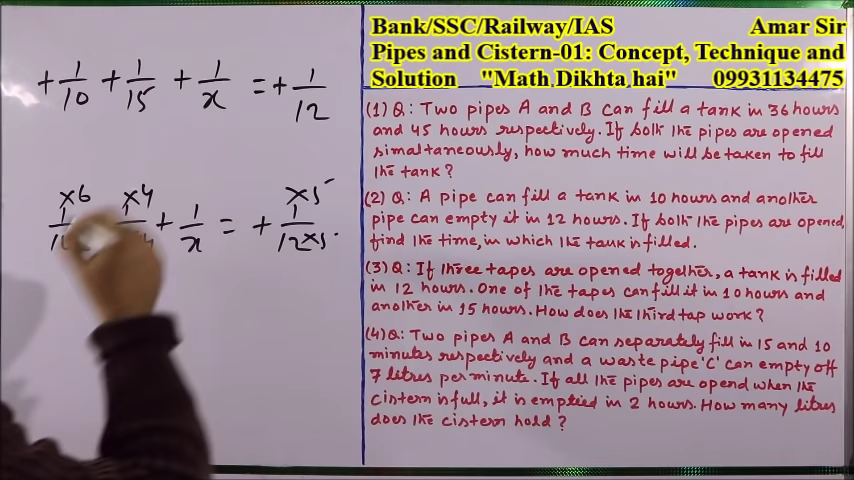 Bank/SSC/Railway/IAS Amar Sir
Pipes and Cistern-01: Concept, Technique and
Solution "Math Dikhta hai" 09931134475
+ 1/10 + 1/15 + 1/x = + 1/12
×6 ×4 ×5
+ 1/x = + 1/12×5
(1) Q: Two pipes A and B can fill a tank in 36 hours
and 45 hours respectively. If both the pipes are opened
simaltaneously, how much time will be taken to fill
the tank?
(2) Q: A pipe can fill a tank in 10 hours and another
pipe can empty it in 12 hours. If both the pipes are opened,
find the time, in which the tank is filled.
(3) Q: If three tapes are opened together, a tank is filled
in 12 hours. One of the tapes can fill it in 10 hours and
another in 15 hours. How does the third tap work?
(4) Q: Two pipes A and B can separately fill in 15 and 10
minutes respectively and a waste pipe 'C' can empty off
7 litres per minute. If all the pipes are opend when the
cistern is full, it is emptied in 2 hours. How many litres
does the cistern hold?